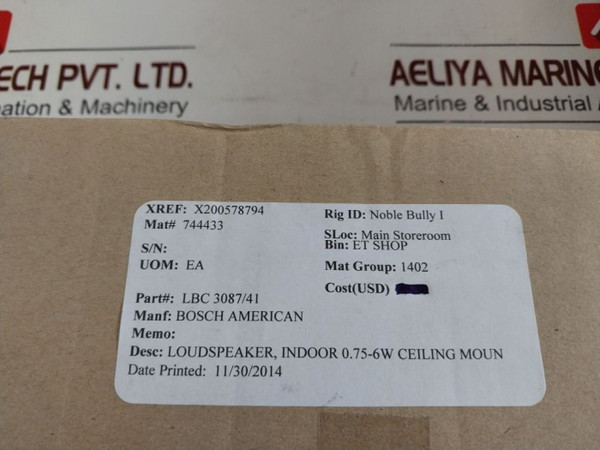 TECH PVT. LTD.
AELIYA MARINE
ation & Machinery
Marine & Industrial
XREF: X200578794
Mat# 744433
S/N:
UOM: EA
Part#: LBC 3087/41
Manf: BOSCH AMERICAN
Memo:
Desc: LOUDSPEAKER, INDOOR 0.75-6W CEILING MOUN
Date Printed: 11/30/2014
Rig ID: Noble Bully I
SLoc: Main Storeroom
Bin: ET SHOP
Mat Group: 1402
Cost(USD)